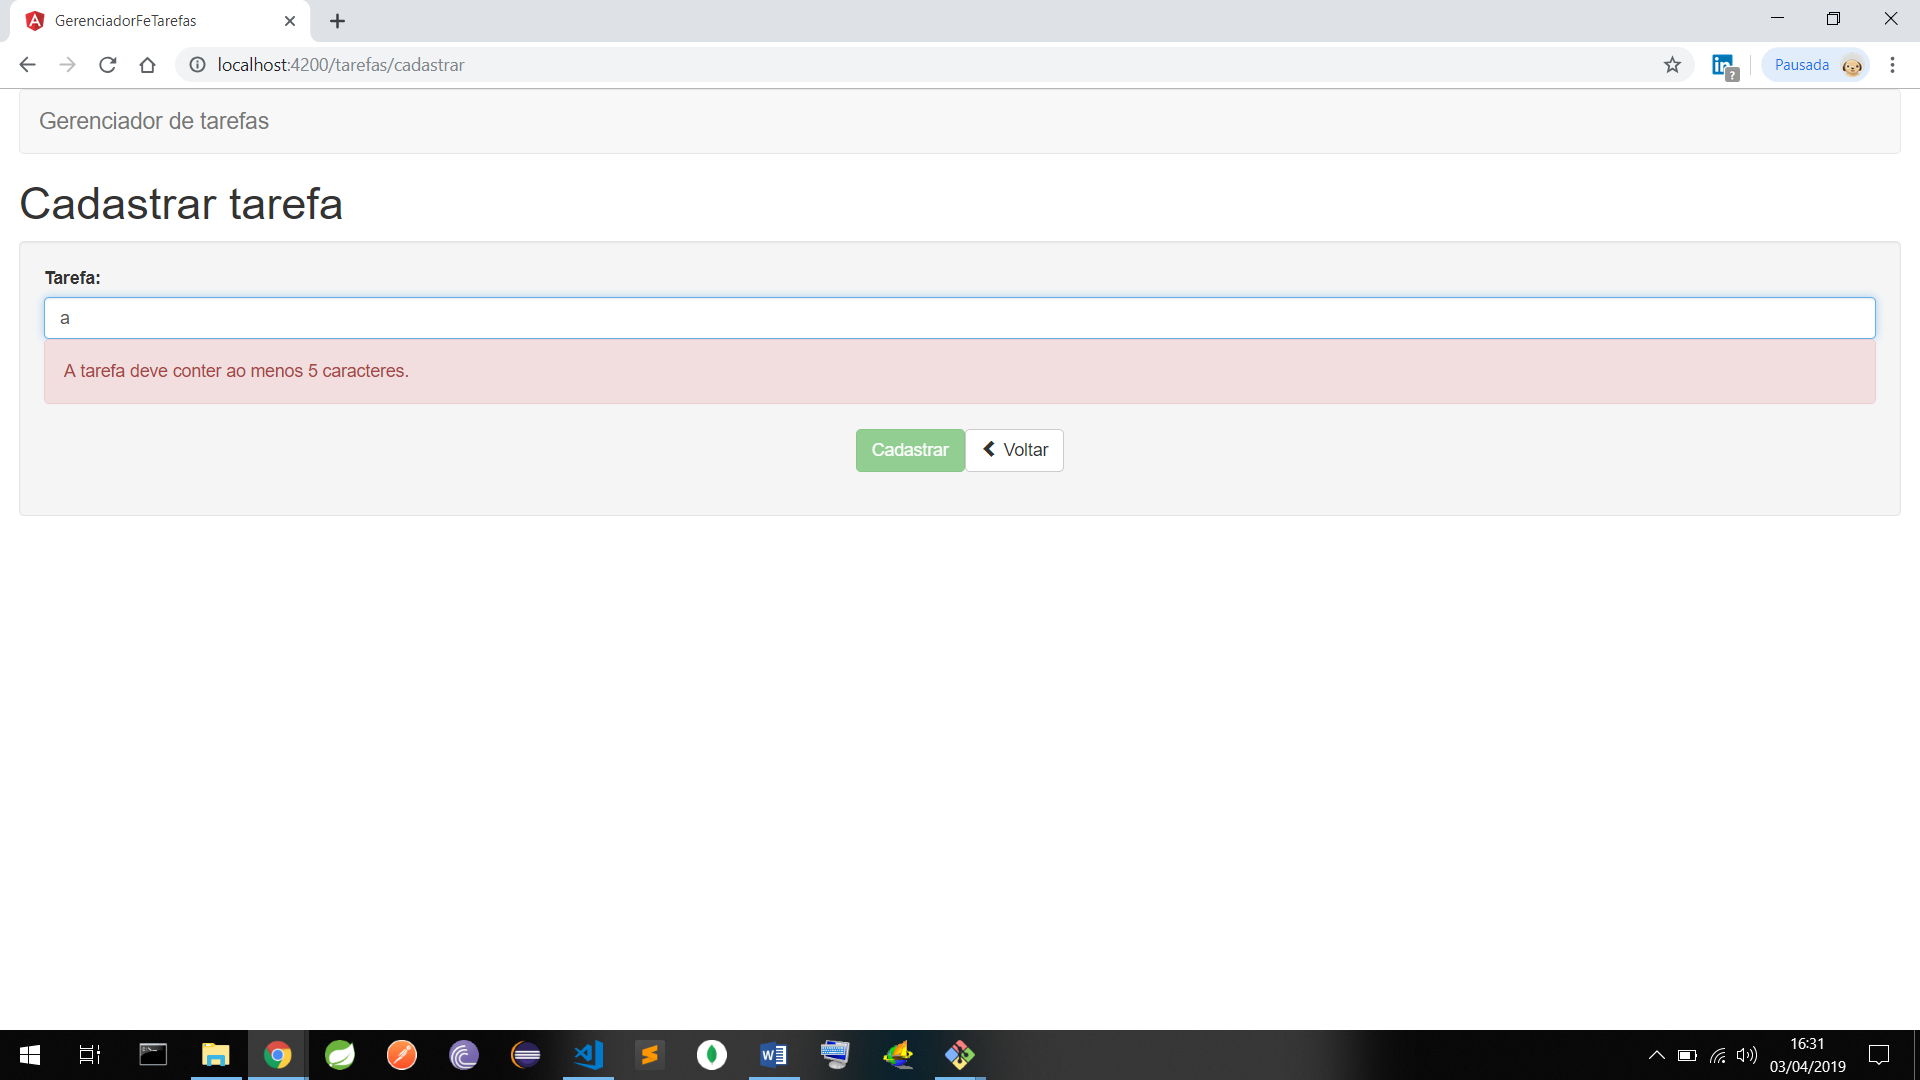 GerenciadorFeTarefas
localhost:4200/tarefas/cadastrar
Pausada
Gerenciador de tarefas
Cadastrar tarefa
Tarefa:
a
A tarefa deve conter ao menos 5 caracteres.
Cadastrar
Voltar
16:31
03/04/2019